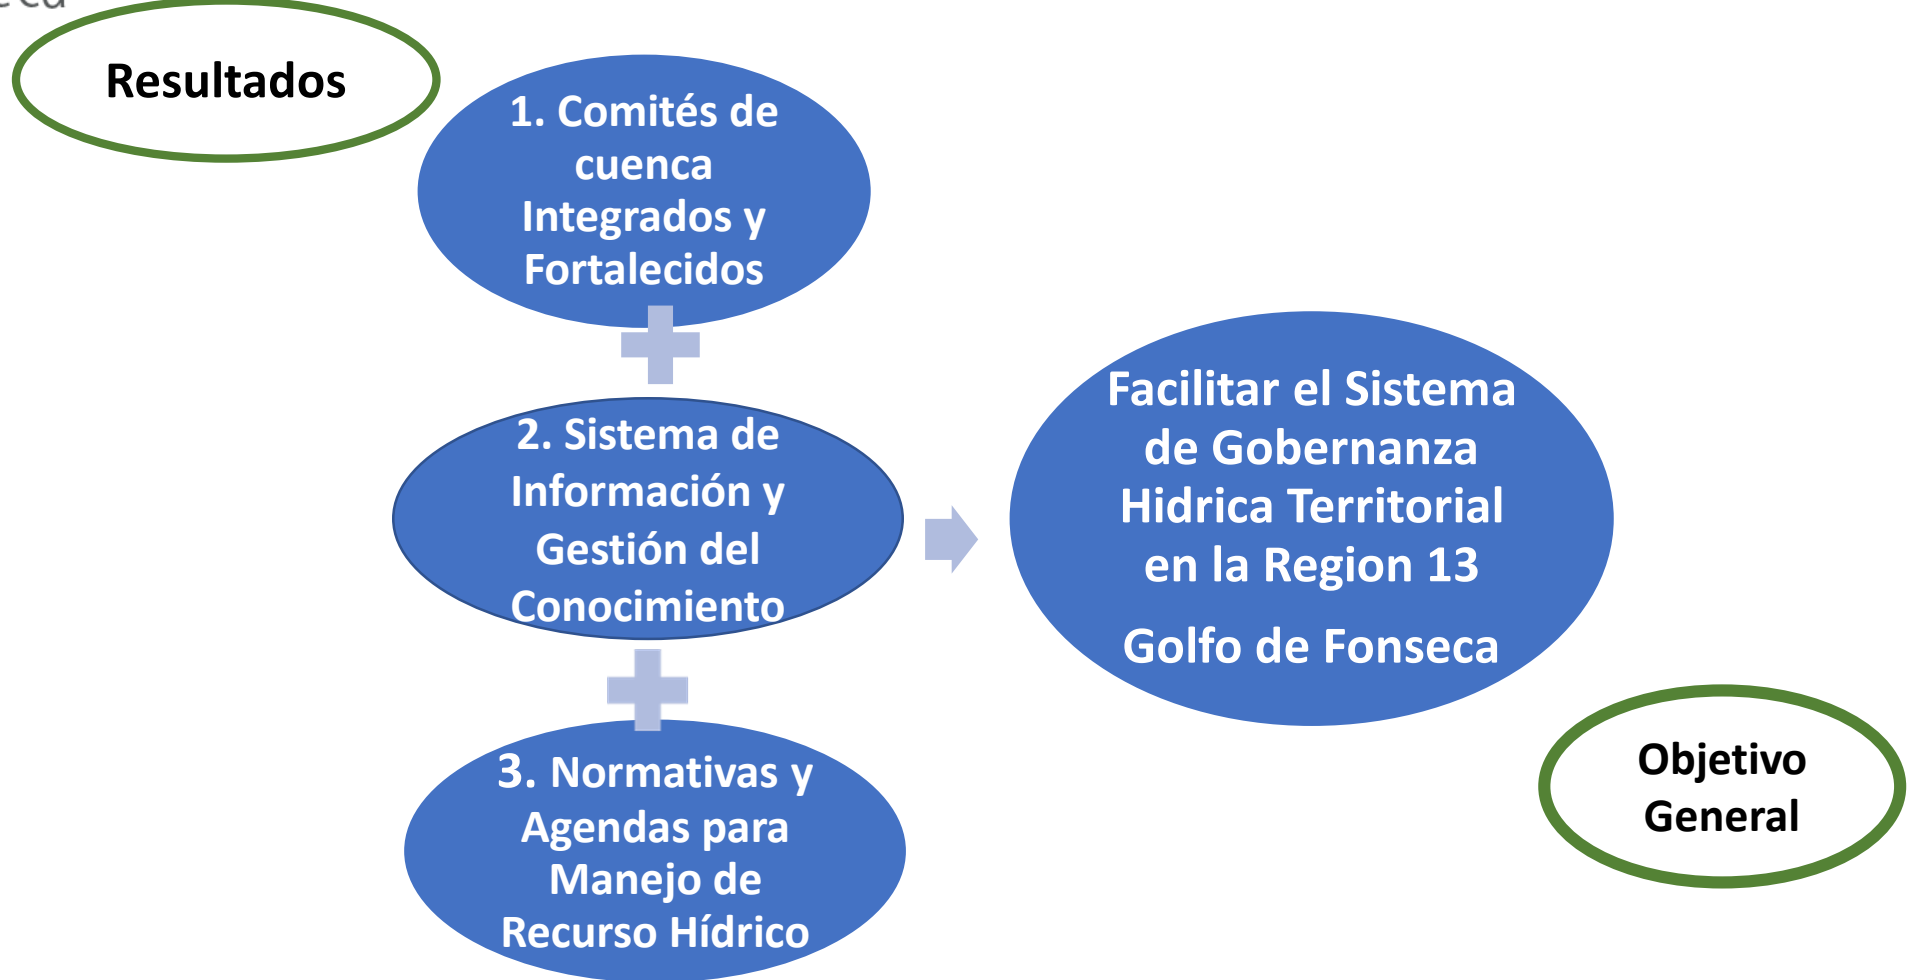 Resultados
1. Comités de
cuenca
Integrados y
Fortalecidos
2. Sistema de
Información y
Gestión del
Conocimiento
3. Normativas y
Agendas para
Manejo de
Recurso Hídrico
Facilitar el Sistema
de Gobernanza
Hidrica Territorial
en la Region 13
Golfo de Fonseca
Objetivo
General